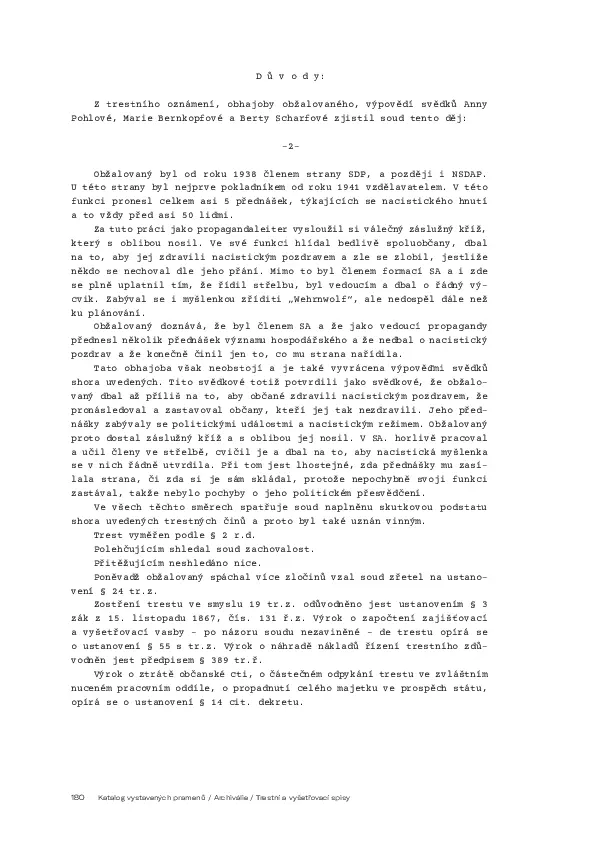 D ů v o d y:
Z trestního oznámení, obhajoby obžalovaného, výpovědí svědků Anny
Pohlové, Marie Bernkopfové a Berty Scharfové zjistil soud tento děj:
-2-
Obžalovaný byl od roku 1938 členem strany SDP, a později i NSDAP.
U této strany byl nejprve pokladníkem od roku 1941 vzdělavatelem. V této
funkci pronesl celkem asi 5 přednášek, týkajících se nacistického hnutí
a to vždy před asi 50 lidmi.
Za tuto práci jako propagandaleiter vysloužil si válečný záslužný kříž,
který s oblibou nosil. Ve své funkci hlídal bedlivě spoluobčany, dbal
na to, aby jej zdravili nacistickým pozdravem a zle se zlobil, jestliže
někdo se nechoval dle jeho přání. Mimo to byl členem formací SA a i zde
se plně uplatnil tím, že řídil střelbu, byl vedoucím a dbal o řádný vý-
cvik. Zabýval se i myšlenkou zříditi „Wehrnwolf“, ale nedospěl dále než
ku plánování.
Obžalovaný doznává, že byl členem SA a že jako vedoucí propagandy
přednesl několik přednášek významu hospodářského a že nedbal o nacistický
pozdrav a že konečně činil jen to, co mu strana nařídila.
Tato obhajoba však neobstojí a je také vyvrácena výpověďmi svědků
shora uvedených. Tito svědkové totiž potvrdili jako svědkové, že obžalo-
vaný dbal až příliš na to, aby občané zdravili nacistickým pozdravem, že
pronásledoval a zastavoval občany, kteří jej tak nezdravili. Jeho před-
nášky zabývaly se politickými událostmi a nacistickým režimem. Obžalovaný
proto dostal záslužný kříž a s oblibou jej nosil. V SA. horlivě pracoval
a učil členy ve střelbě, cvičil je a dbal na to, aby nacistická myšlenka
se v nich řádně utvrdila. Při tom jest lhostejné, zda přednášky mu zasí-
lala strana, či zda si je sám skládal, protože nepochybně svoji funkci
zastával, takže nebylo pochyby o jeho politickém přesvědčení.
Ve všech těchto směrech spatřuje soud naplněnu skutkovou podstatu
shora uvedených trestných činů a proto byl také uznán vinným.
Trest vyměřen podle § 2 r.d.
Polehčujícím shledal soud zachovalost.
Přitěžujícím neshledáno nice.
Poněvadž obžalovaný spáchal více zločinů vzal soud zřetel na ustano-
vení § 24 tr.z.
Zostření trestu ve smyslu 19 tr.z. odůvodněno jest ustanovením § 3
zák z 15. listopadu 1867, čís. 131 ř.z. Výrok o započtení zajišťovací
a vyšetřovací vasby – po názoru soudu nezaviněné – de trestu opírá se
o ustanovení § 55 s tr.z. Výrok o náhradě nákladů řízení trestního zdů-
vodněn jest předpisem § 389 tr.ř.
Výrok o ztrátě občanské cti, o částečném odpykání trestu ve zvláštním
nuceném pracovním oddíle, o propadnutí celého majetku ve prospěch státu,
opírá se o ustanovení § 14 cit. dekretu.
180 Katalog vystavených pramenů / Archiválie / Trestní a vyšetřovací spisy